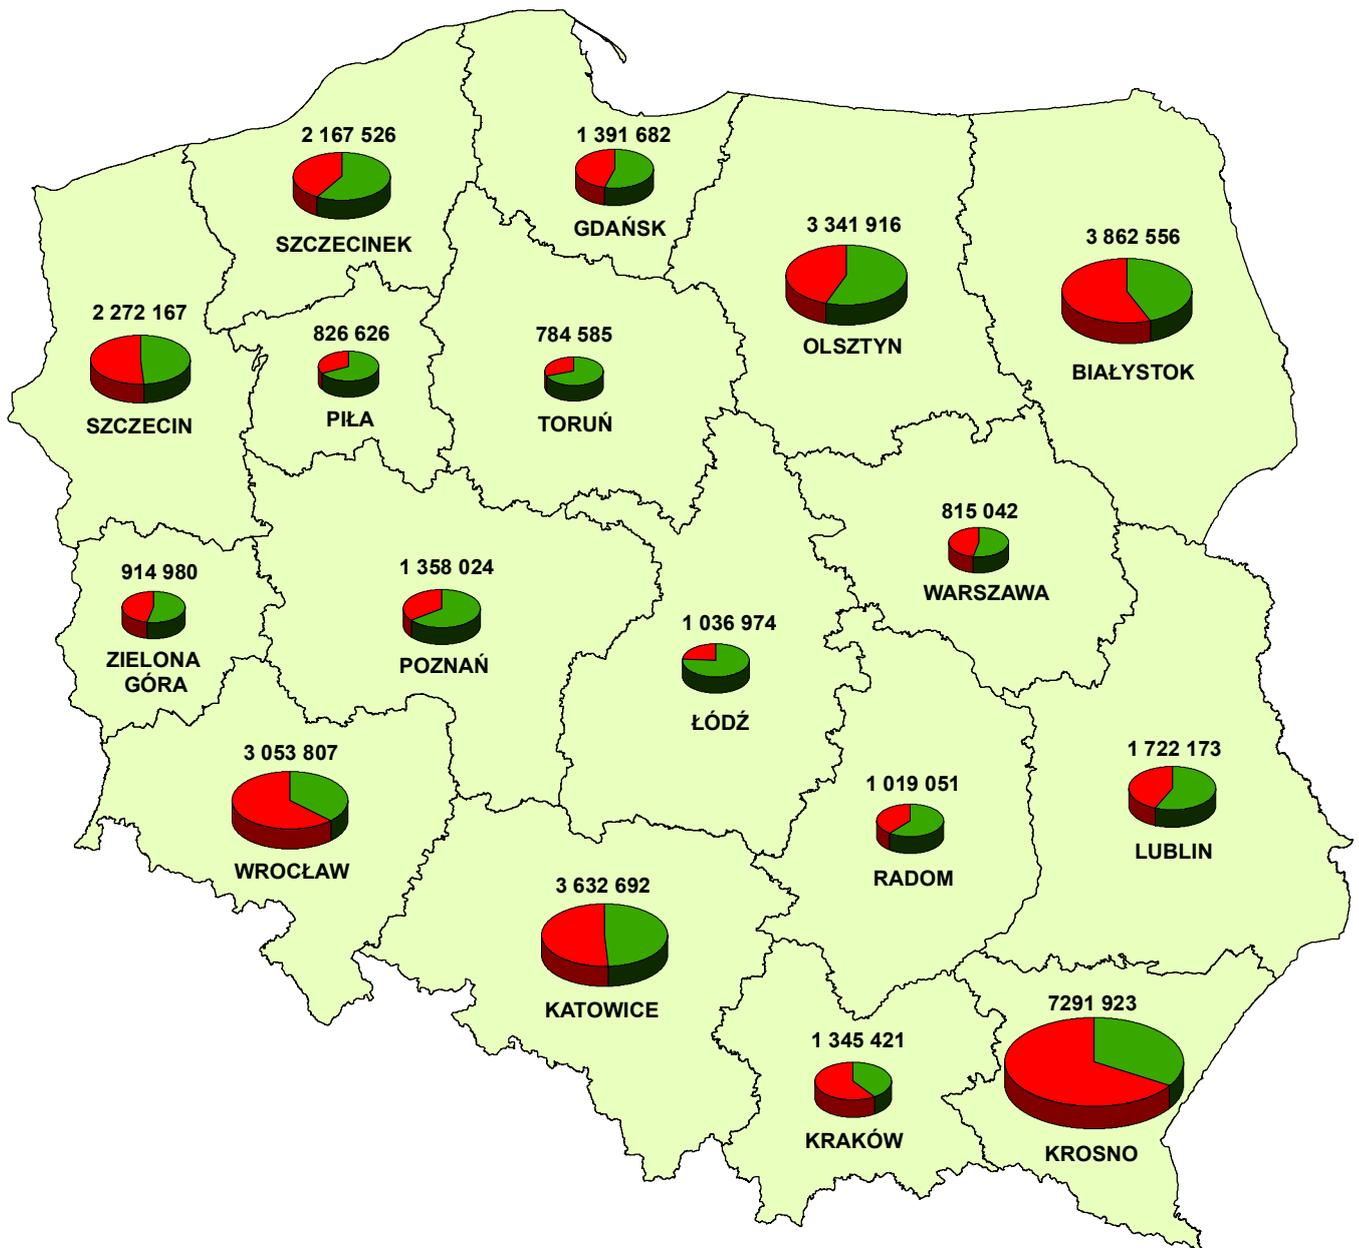 2 167 526
SZCZECINEK
1 391 682
GDAŃSK
3 341 916
OLSZTYN
3 862 556
BIAŁYSTOK
2 272 167
SZCZECIN
826 626
PIŁA
784 585
TORUŃ
815 042
WARSZAWA
914 980
ZIELONA
GÓRA
1 358 024
POZNAŃ
1 036 974
ŁÓDŹ
3 053 807
WROCŁAW
1 019 051
RADOM
1 722 173
LUBLIN
3 632 692
KATOWICE
1 345 421
KRAKÓW
7291 923
KROSNO